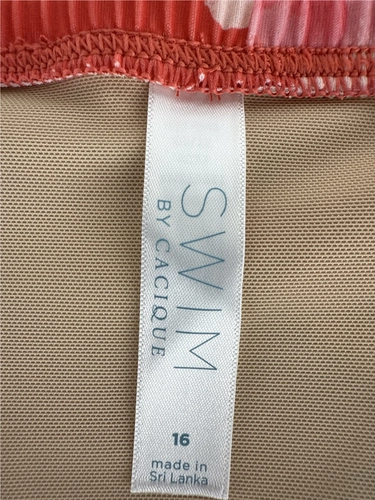 SWIM
BY CACIQUE
16
made in
Sri Lanka